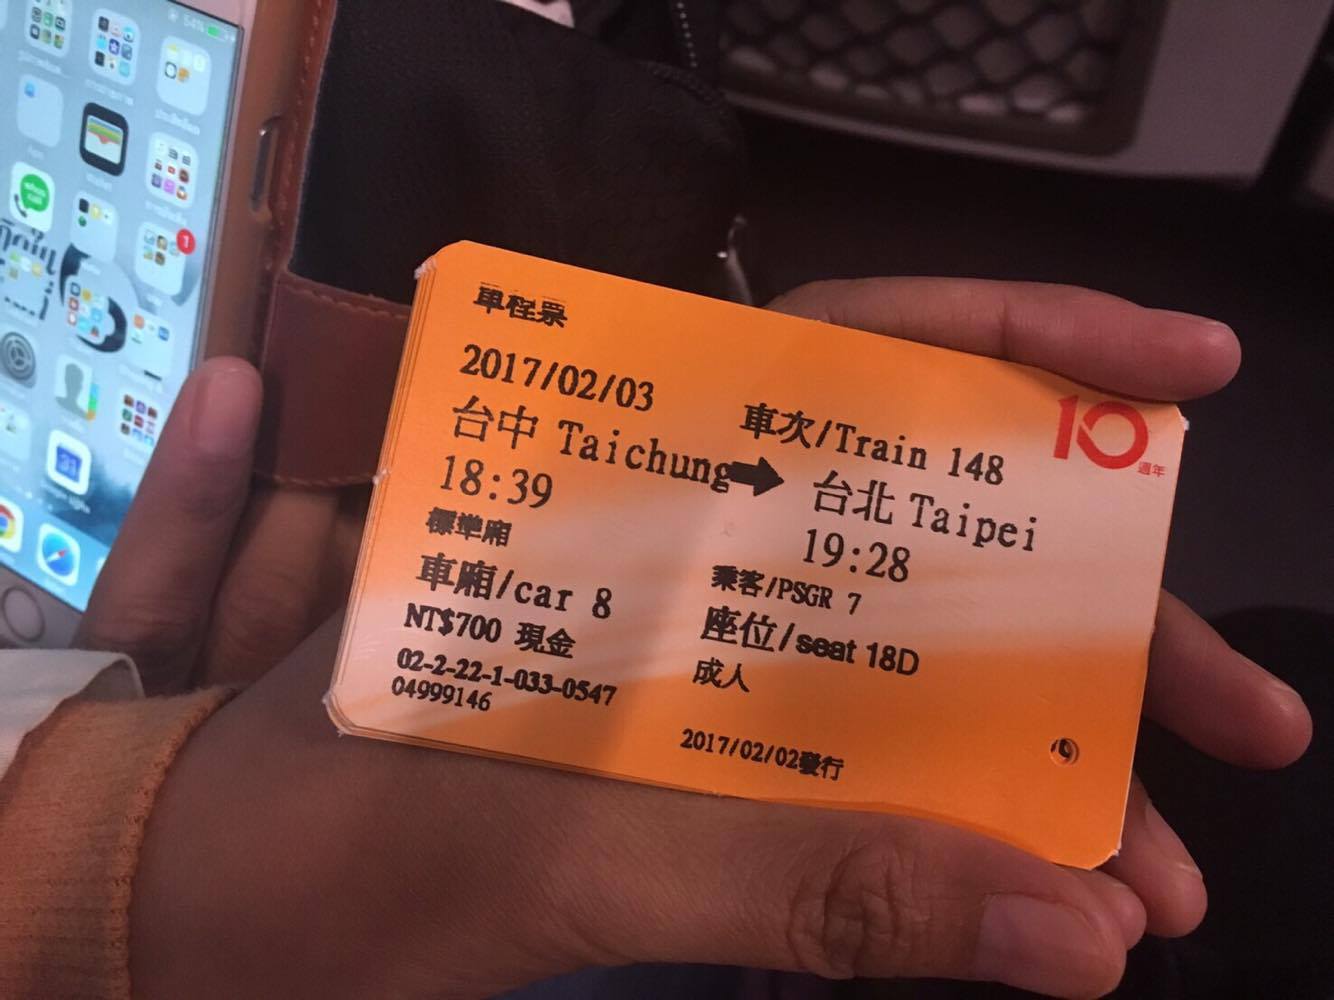 單程票
2017/02/03
車次/Train 148
10
週年
台中 Taichung➡台北 Taipei
18:39
19:28
標準廂
乘客/PSGR 7
車廂/car 8
座位/seat 18D
NT$700 現金
成人
02-2-22-1-033-0547
04999146
2017/02/02發行
54%
1